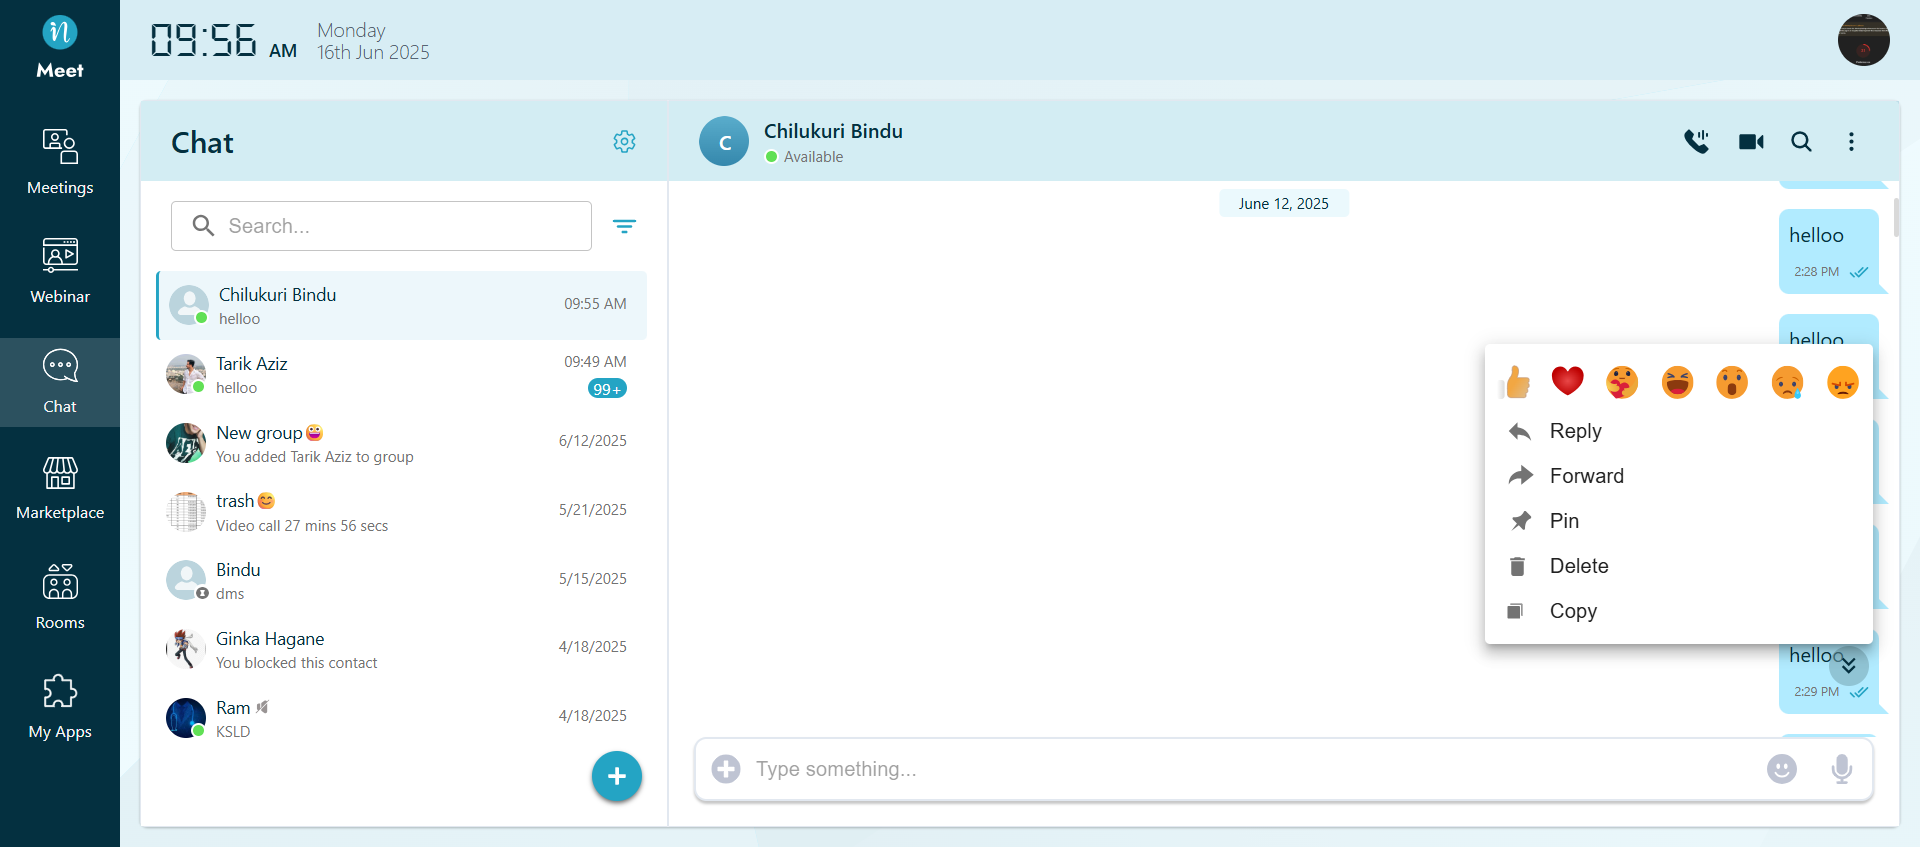 n
Meet
Meetings
Webinar
Chat
Marketplace
Rooms
My Apps
09:56 AM
Monday
16th Jun 2025
Chat
Search...
Chilukuri Bindu
helloo
09:55 AM
Tarik Aziz
helloo
09:49 AM
99+
New group
You added Tarik Aziz to group
6/12/2025
trash
Video call 27 mins 56 secs
5/21/2025
Bindu
dms
5/15/2025
Ginka Hagane
You blocked this contact
4/18/2025
Ram
KSLD
4/18/2025
C
Chilukuri Bindu
Available
June 12, 2025
helloo
2:28 PM
helloo
Reply
Forward
Pin
Delete
Copy
helloo
2:29 PM
Type something...